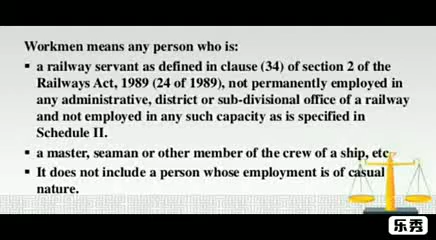 Workmen means any person who is:
▪ a railway servant as defined in clause (34) of section 2 of the
Railways Act, 1989 (24 of 1989), not permanently employed in
any administrative, district or sub-divisional office of a railway
and not employed in any such capacity as is specified in
Schedule II.
▪ a master, seaman or other member of the crew of a ship, etc
▪ It does not include a person whose employment is of casual
nature.
乐秀